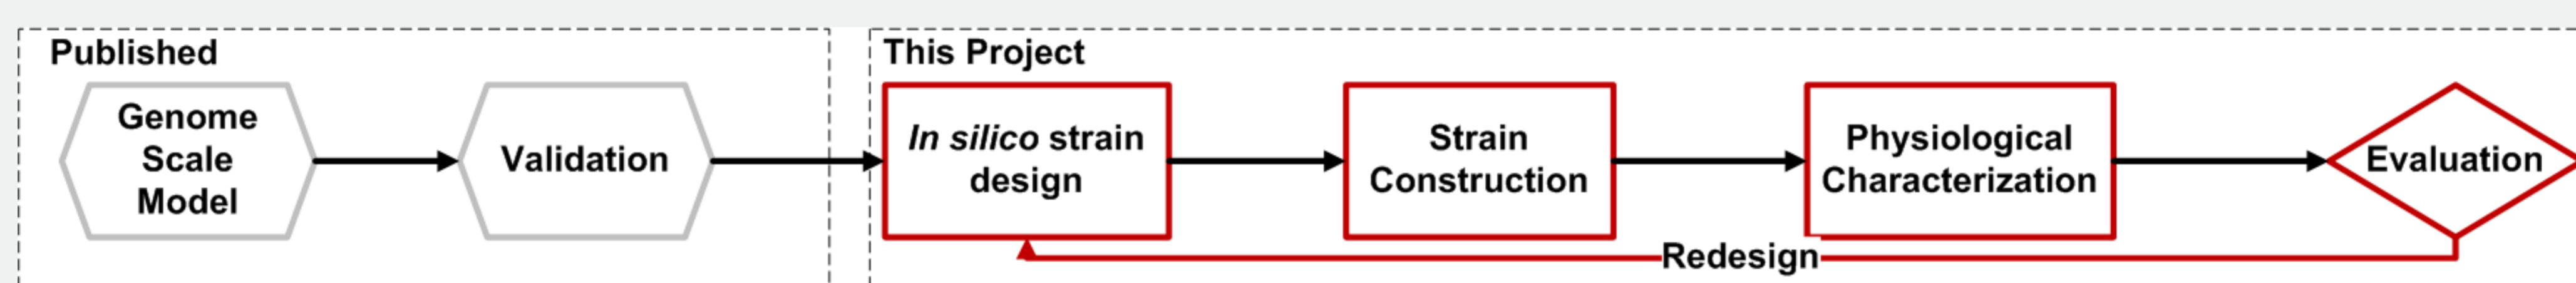 Published
Genome
Scale
Model
Validation
This Project
In silico strain
design
Strain
Construction
Physiological
Characterization
Evaluation
Redesign